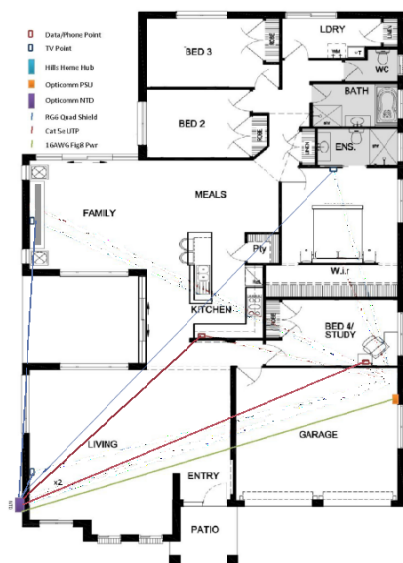 Data/Phone Point
TV Point
Hills Home Hub
Opticomm PSU
Opticomm NTD
RG6 Quad Shield
Cat 5e UTP
16AWG Fig8 Pwr
BED 3
LDRY
WC
BATH
BED 2
ROBE
ENS.
MEALS
FAMILY
Pty
W.i.r
KITCHEN
BED 4/
STUDY
LIVING
GARAGE
x2
ENTRY
PATIO